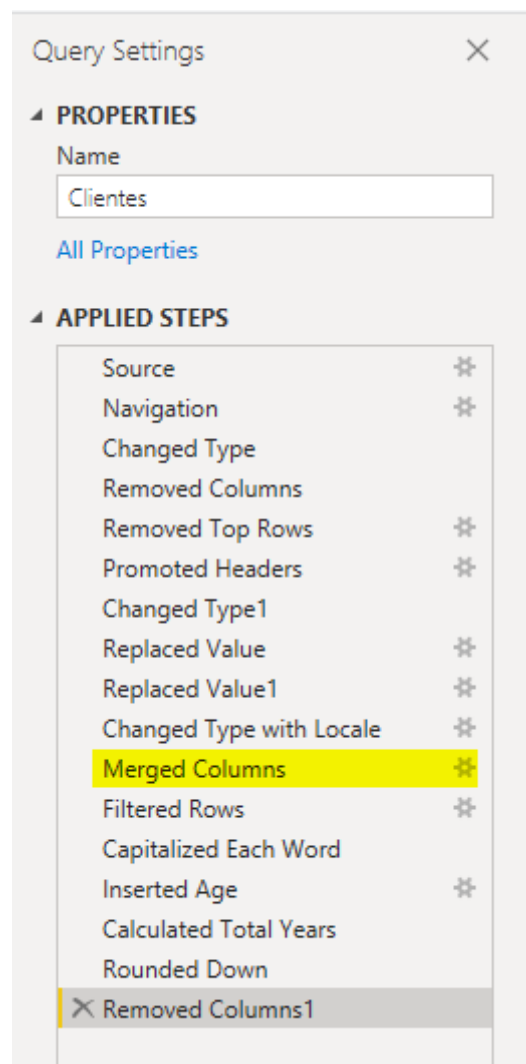 Query Settings
PROPERTIES
Name
Clientes
All Properties
APPLIED STEPS
Source
Navigation
Changed Type
Removed Columns
Removed Top Rows
Promoted Headers
Changed Type1
Replaced Value
Replaced Value1
Changed Type with Locale
Merged Columns
Filtered Rows
Capitalized Each Word
Inserted Age
Calculated Total Years
Rounded Down
Removed Columns1